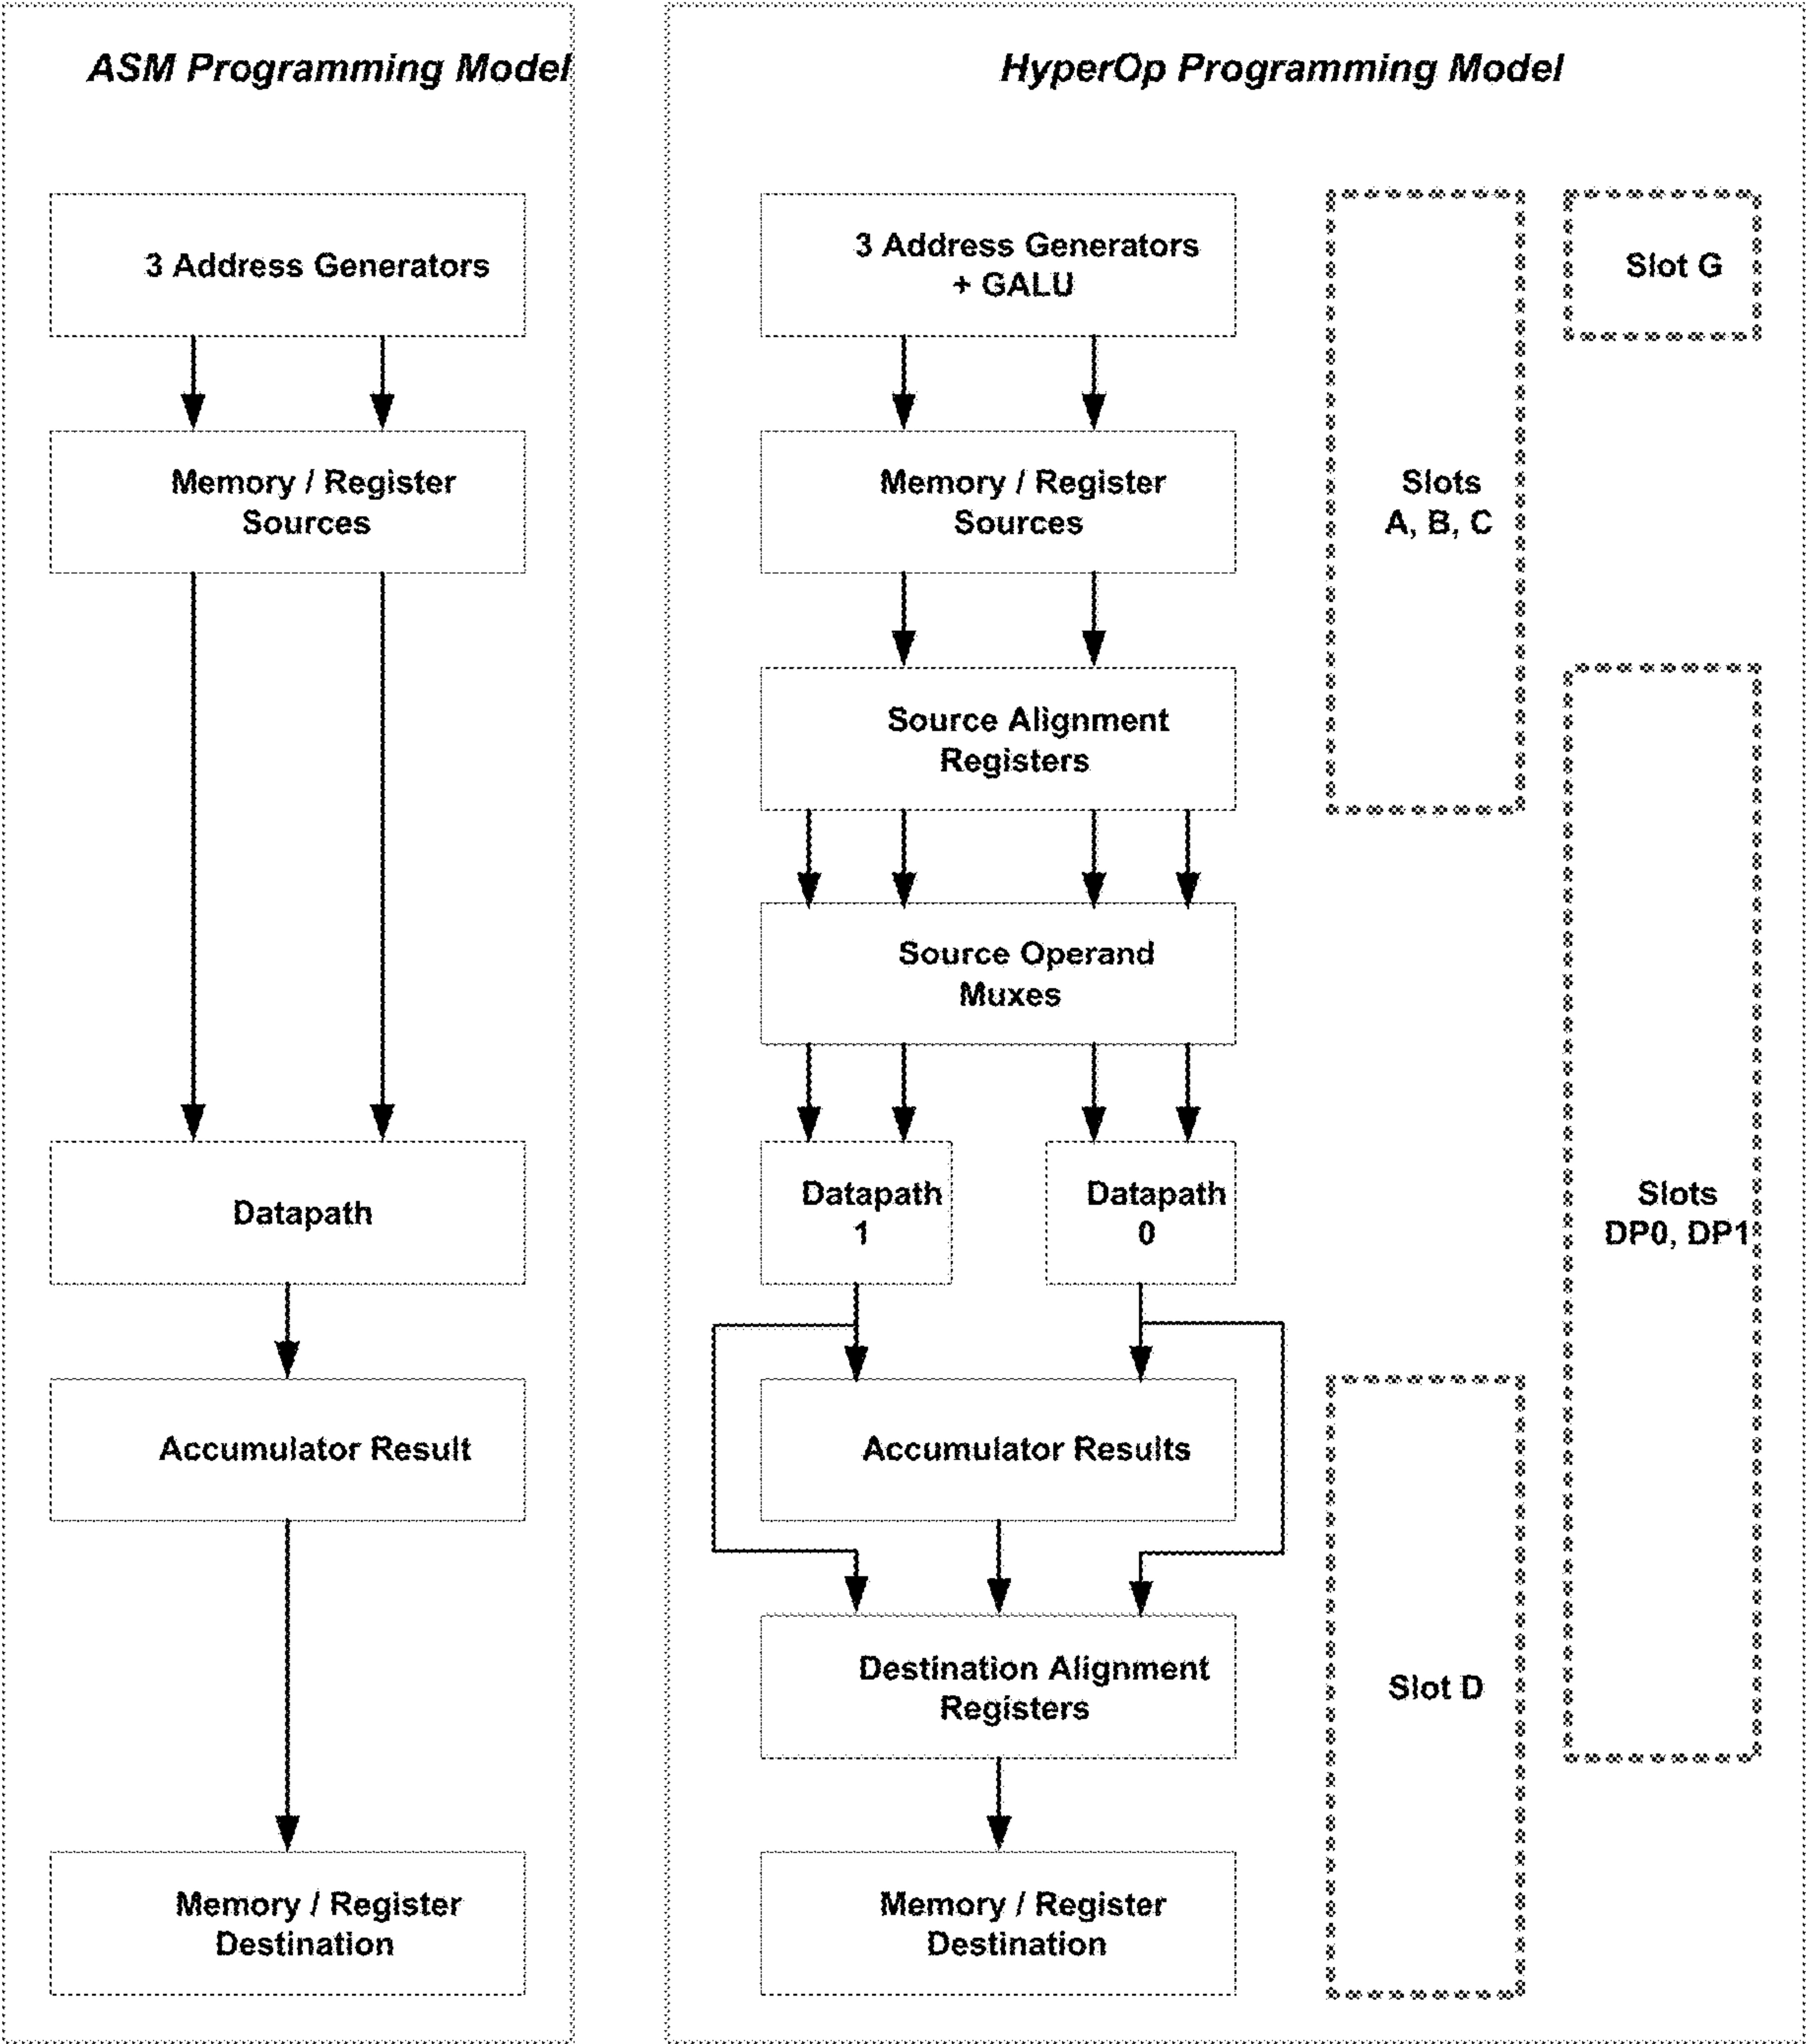 ASM Programming Model
3 Address Generators
Memory / Register
Sources
Datapath
Accumulator Result
Memory / Register
Destination
HyperOp Programming Model
3 Address Generators
+ GALU
Memory / Register
Sources
Source Alignment
Registers
Source Operand
Muxes
Datapath
1
Datapath
0
Accumulator Results
Destination Alignment
Registers
Memory / Register
Destination
Slots
A, B, C
Slot G
Slots
DP0, DP1
Slot D